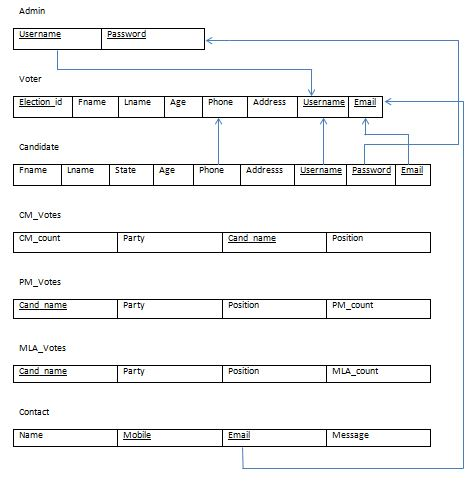 Admin
Username Password
Voter
Election_id Fname Lname Age Phone Address Username Email
Candidate
Fname Lname State Age Phone Addresss Username Password Email
CM_Votes
CM_count Party Cand_name Position
PM_Votes
Cand_name Party Position PM_count
MLA_Votes
Cand_name Party Position MLA_count
Contact
Name Mobile Email Message